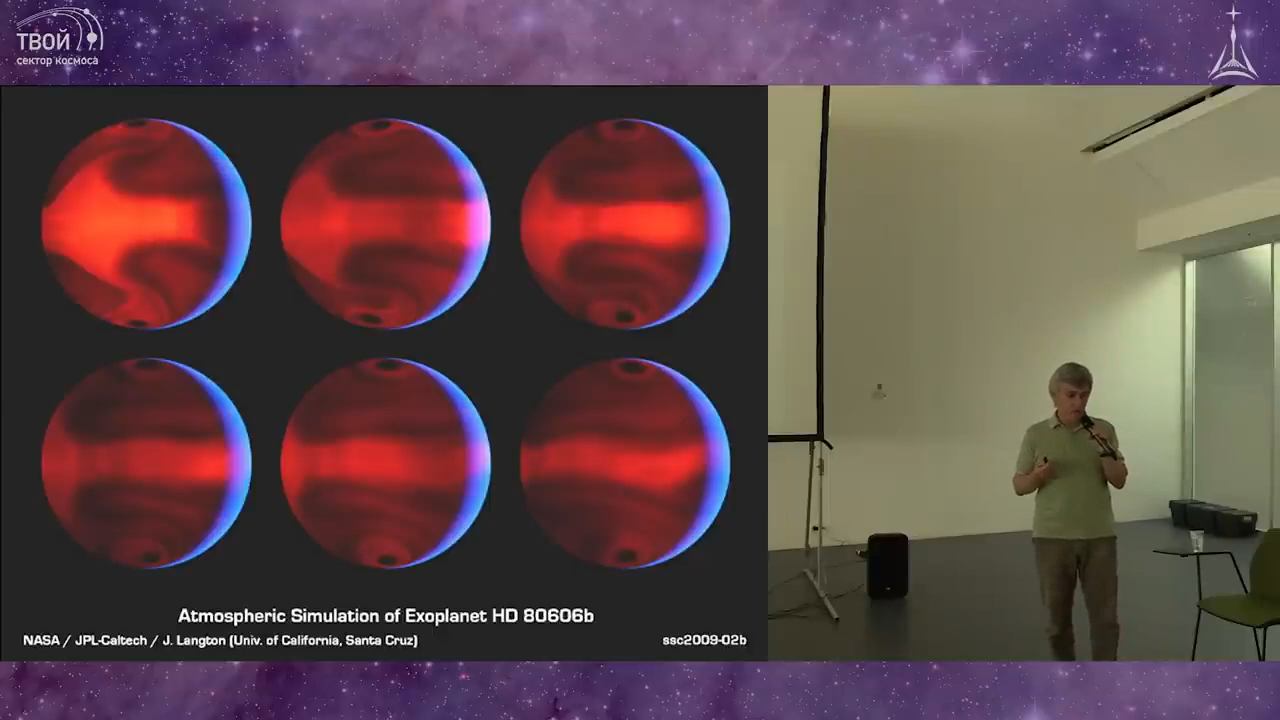 ТВОЙ
сектор космоса
Atmospheric Simulation of Exoplanet HD 80606b
NASA / JPL-Caltech / J. Langton (Univ. of California, Santa Cruz)
ssc2009-02b